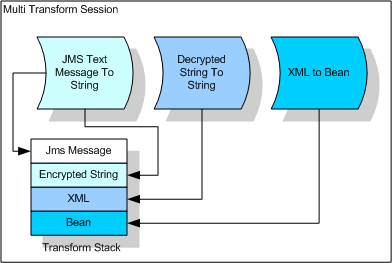 Multi Transform Session
JMS Text
Message To
String
Decrypted
String To
String
XML to Bean
Jms Message
Encrypted String
XML
Bean
Transform Stack